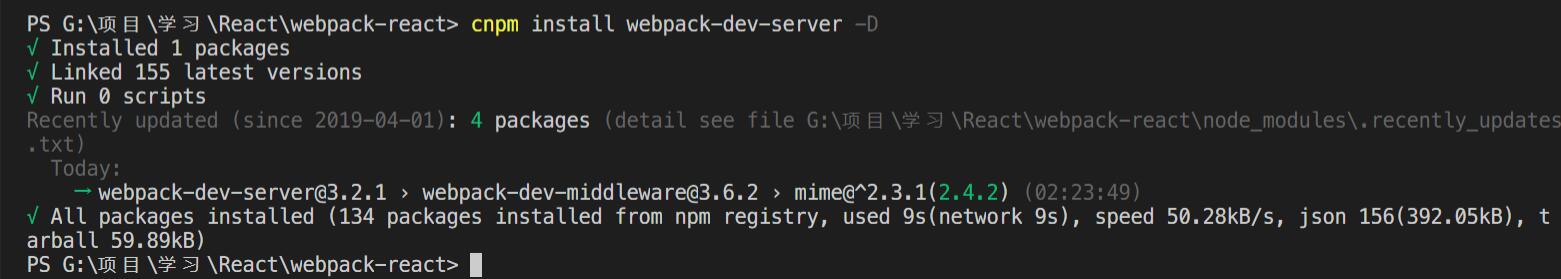 PS G:\项目\学习\React\webpack-react> cnpm install webpack-dev-server -D
√ Installed 1 packages
√ Linked 155 latest versions
√ Run 0 scripts
Recently updated (since 2019-04-01): 4 packages (detail see file G:\项目\学习\React\webpack-react\node_modules\.recently_updates
.txt)
Today:
→ webpack-dev-server@3.2.1 › webpack-dev-middleware@3.6.2 › mime@^2.3.1(2.4.2) (02:23:49)
√ All packages installed (134 packages installed from npm registry, used 9s(network 9s), speed 50.28kB/s, json 156(392.05kB), t
arball 59.89kB)
PS G:\项目\学习\React\webpack-react>